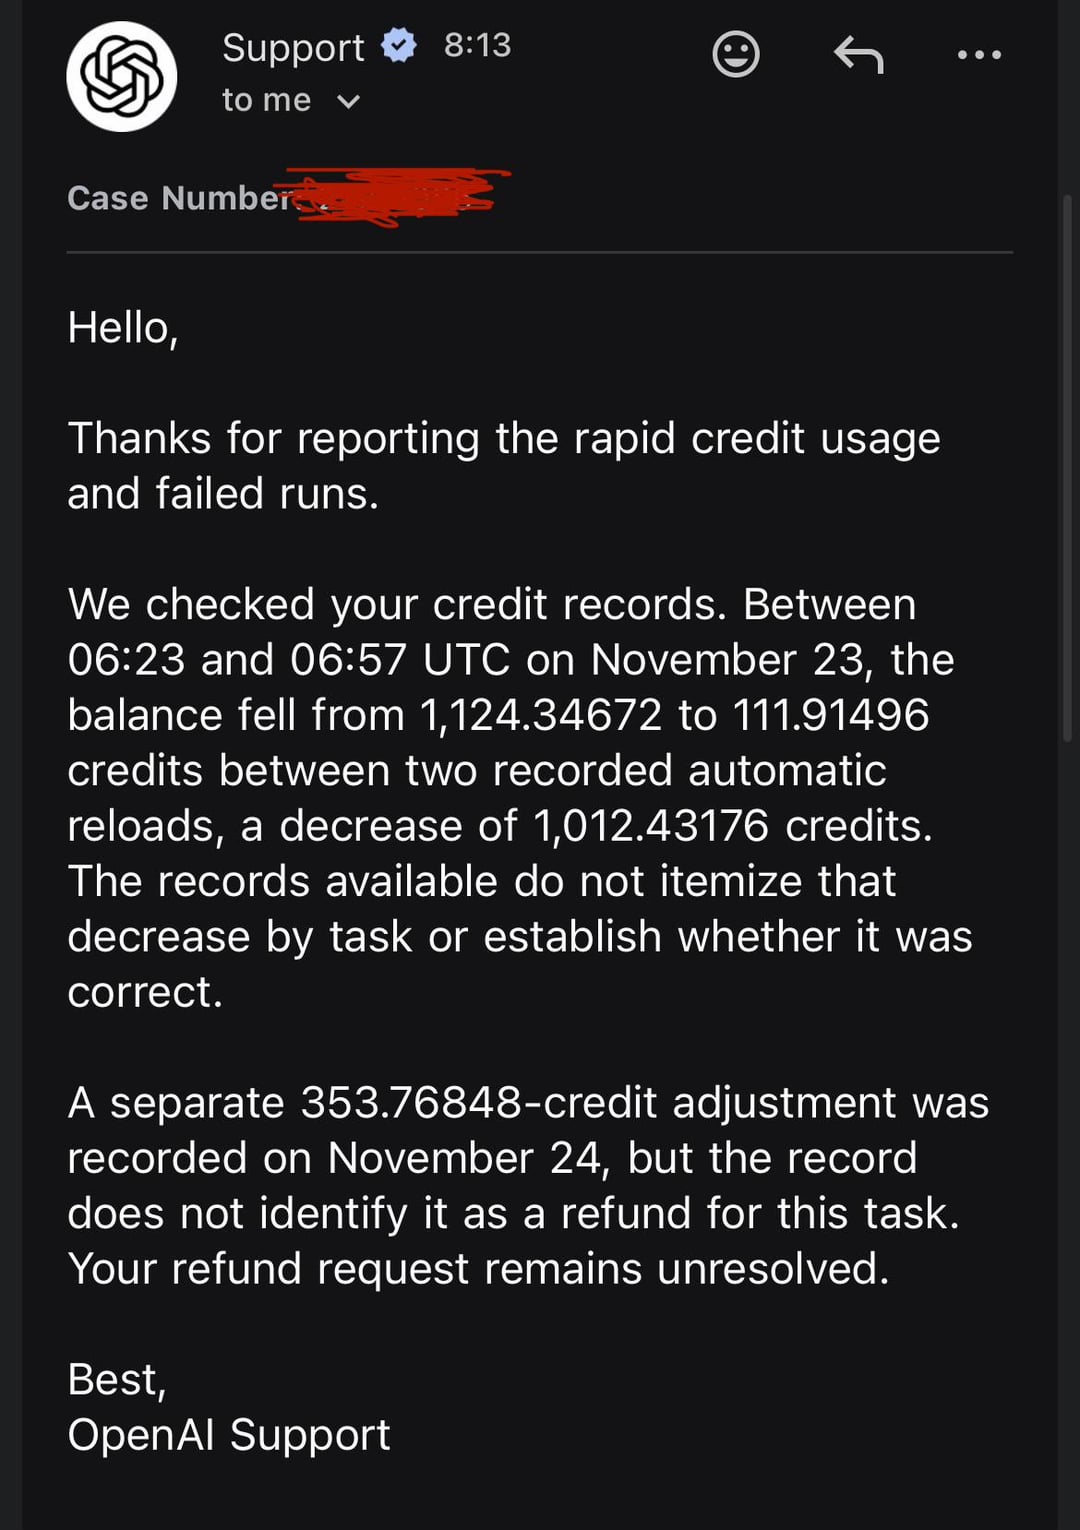 Support 8:13
to me
Case Number
Hello,
Thanks for reporting the rapid credit usage
and failed runs.
We checked your credit records. Between
06:23 and 06:57 UTC on November 23, the
balance fell from 1,124.34672 to 111.91496
credits between two recorded automatic
reloads, a decrease of 1,012.43176 credits.
The records available do not itemize that
decrease by task or establish whether it was
correct.
A separate 353.76848-credit adjustment was
recorded on November 24, but the record
does not identify it as a refund for this task.
Your refund request remains unresolved.
Best,
OpenAI Support